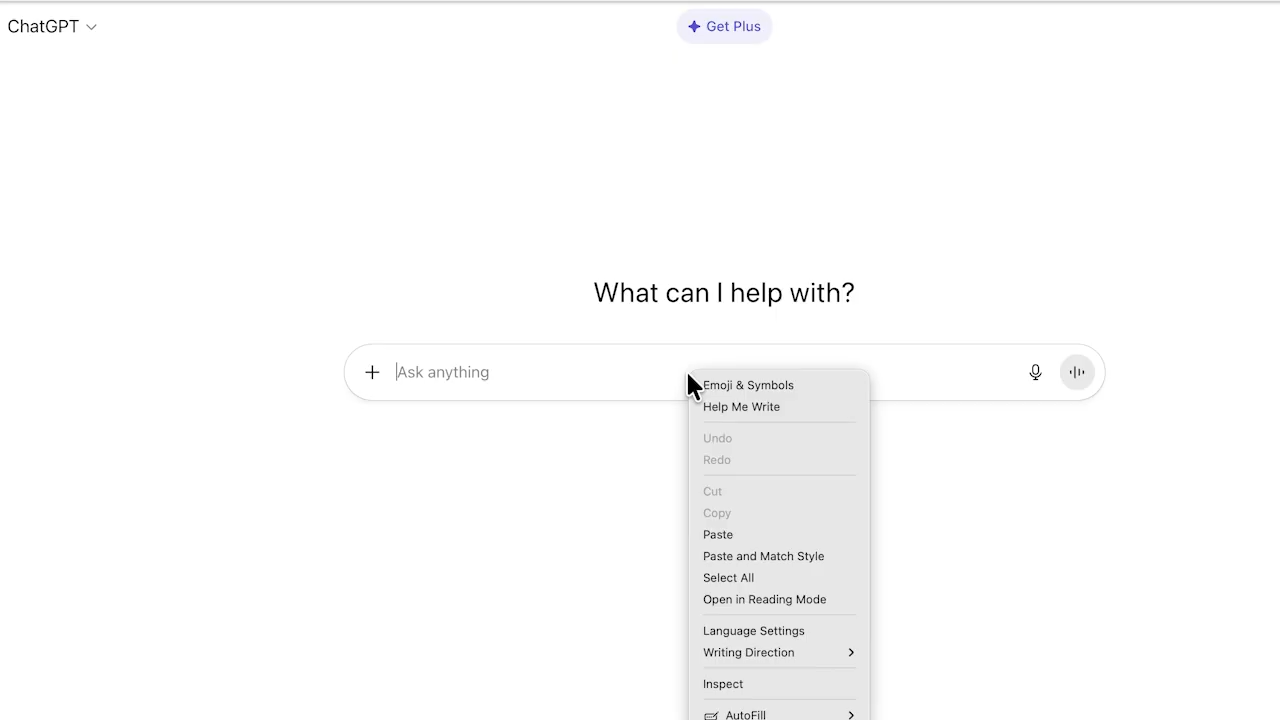 ChatGPT
Get Plus
What can I help with?
Ask anything
Emoji & Symbols
Help Me Write
Undo
Redo
Cut
Copy
Paste
Paste and Match Style
Select All
Open in Reading Mode
Language Settings
Writing Direction
Inspect
AutoFill